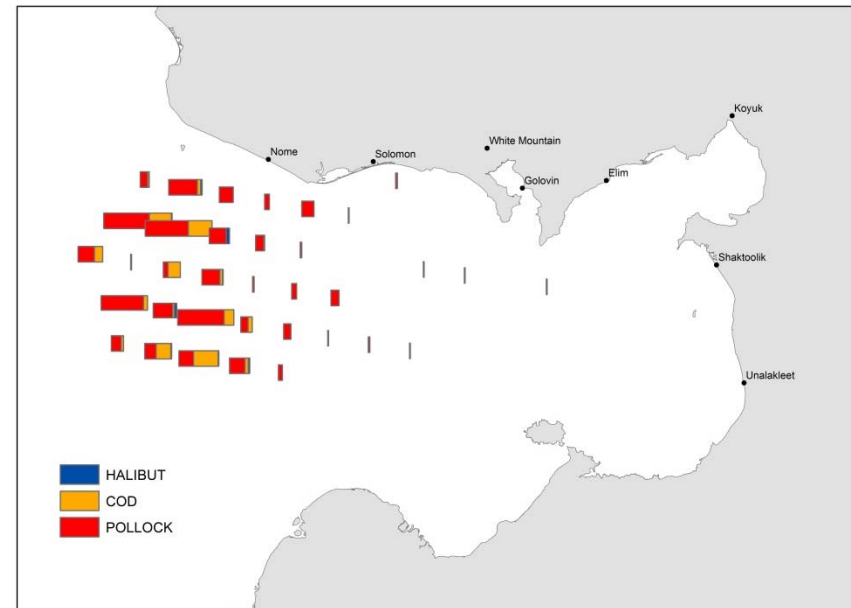 Koyuk
White Mountain
Nome
Solomon
Elim
Golovin
Shaktoolik
Unalakleet
HALIBUT
COD
POLLOCK